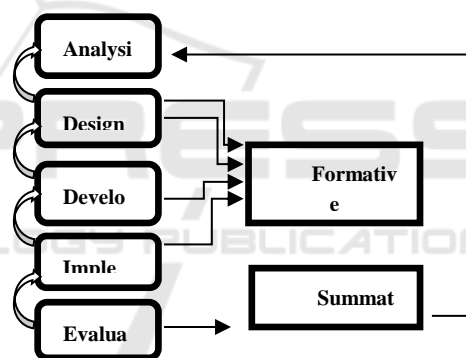 Analysi
Design
Develo
Formativ
e
Imple
Summat
Evalua